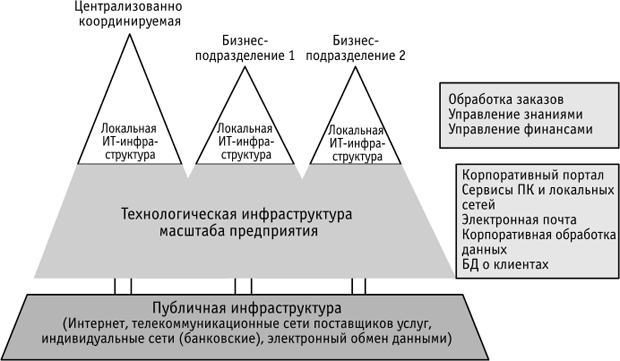 Централизованно
координируемая
Бизнес-
подразделение 1
Бизнес-
подразделение 2
Локальная
ИТ-инфра-
структура
Локальная
ИТ-инфра-
структура
Локальная
ИТ-инфра-
структура
Обработка заказов
Управление знаниями
Управление финансами
Технологическая инфраструктура
масштаба предприятия
Корпоративный портал
Сервисы ПК и локальных
сетей
Электронная почта
Корпоративная обработка
данных
БД о клиентах
Публичная инфраструктура
(Интернет, телекоммуникационные сети поставщиков услуг,
индивидуальные сети (банковские), электронный обмен данными)